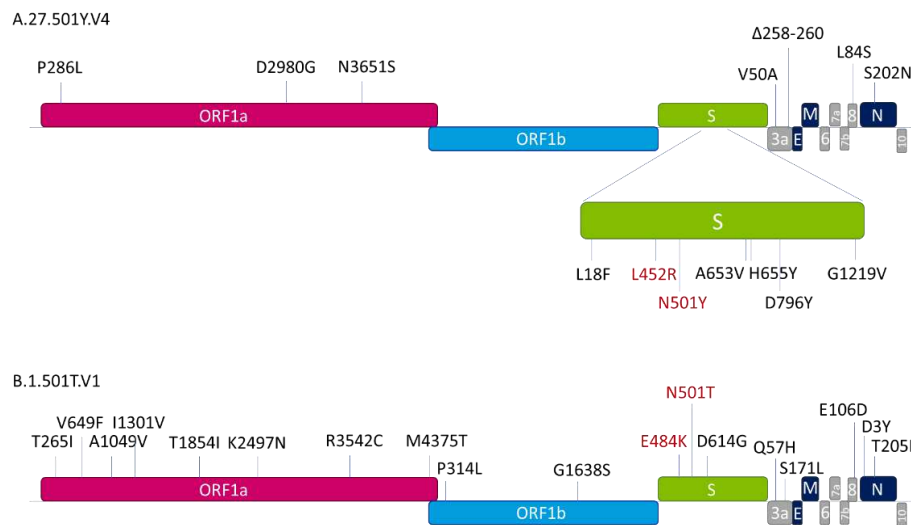 A.27.501Y.V4
Δ258-260
P286L D2980G N3651S V50A L84S S202N
ORF1a S M 7a 8 N
ORF1b 3a E 6 7b 10
S
L18F L452R A653V H655Y G1219V
N501Y D796Y
B.1.501T.V1
N501T
V649F I1301V E106D
T265I A1049V T1854I K2497N R3542C M4375T E484K D614G Q57H D3Y
P314L G1638S S171L
ORF1a S M 7a 8 N
ORF1b 3a E 6 7b 10